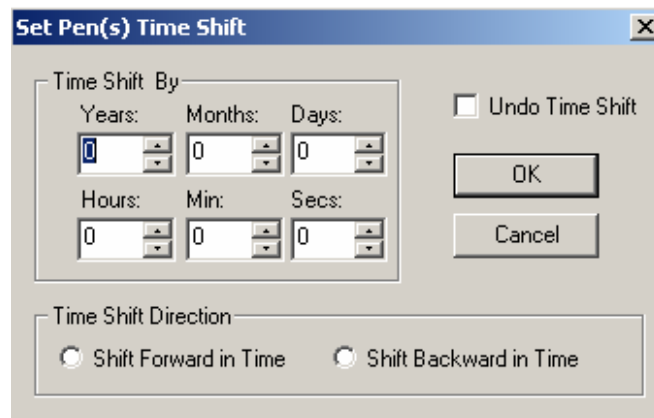 Set Pen(s) Time Shift
Time Shift By
Years: Months: Days:
0 0 0
Hours: Min: Secs:
0 0 0
Undo Time Shift
OK
Cancel
Time Shift Direction
Shift Forward in Time Shift Backward in Time